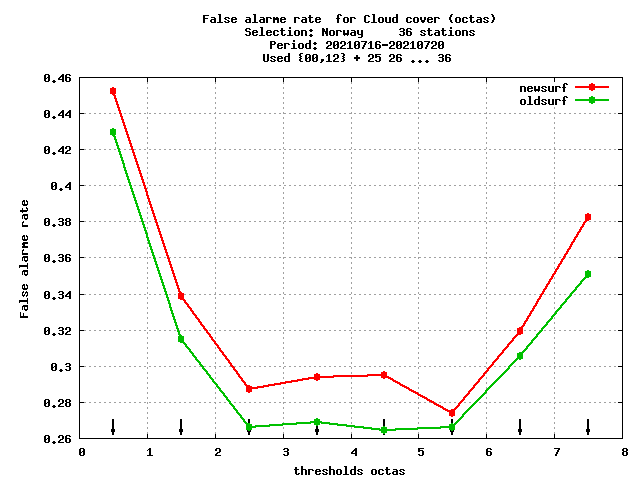 False alarme rate  for Cloud cover (octas)
Selection: Norway     36 stations
Period: 20210716-20210720
Used {00,12} + 25 26 ... 36
newsurf
oldsurf
0.46
0.44
0.42
0.4
0.38
0.36
0.34
0.32
0.3
0.28
0.26
False alarme rate
0 1 2 3 4 5 6 7 8
thresholds octas